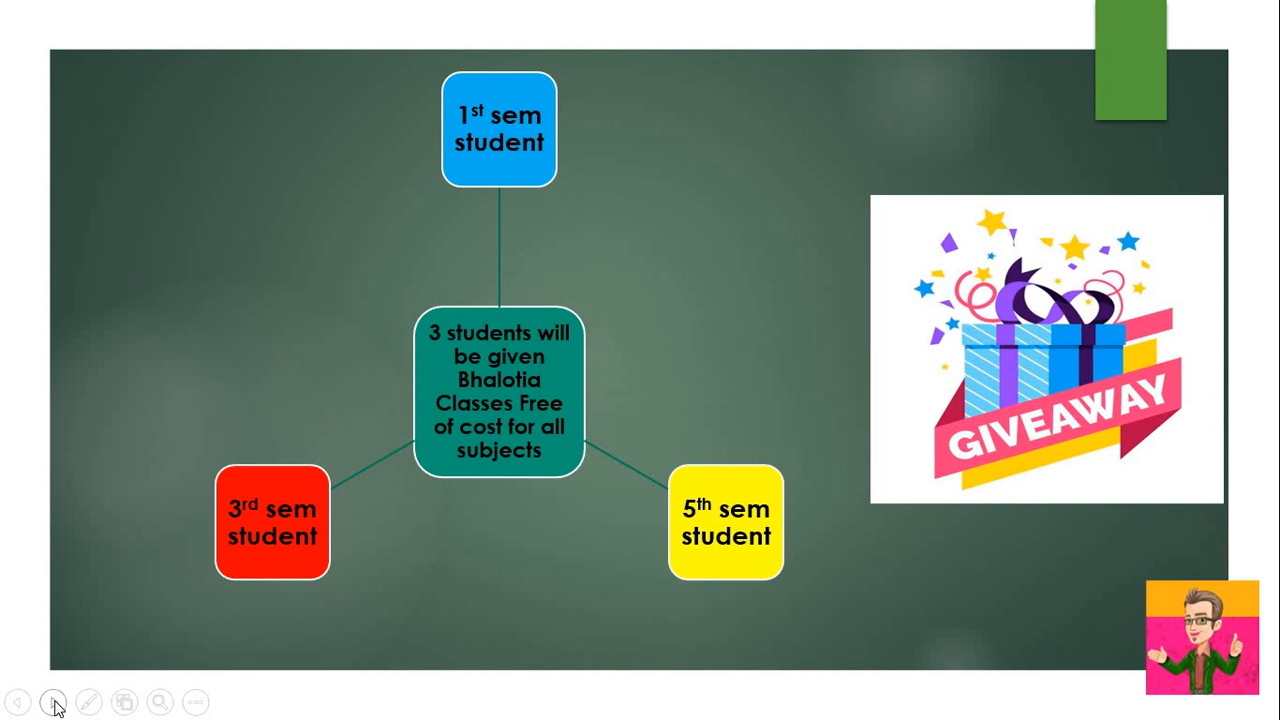 1st sem
student
3 students will
be given
Bhalotia
Classes Free
of cost for all
subjects
3rd sem
student
5th sem
student
GIVEAWAY